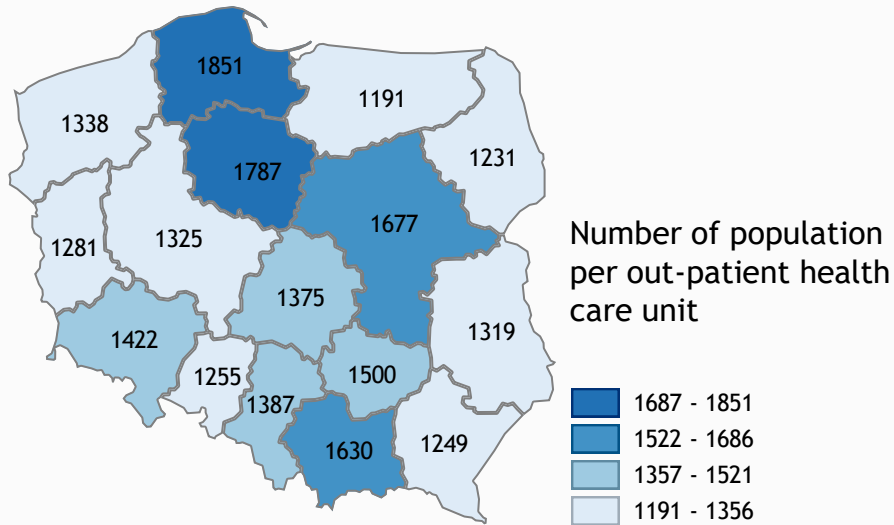 1851
1191
1338
1231
1787
1677
1325
1281
1375
1319
1422
1500
1255
1387
1249
1630
Number of population
per out-patient health
care unit
1687 - 1851
1522 - 1686
1357 - 1521
1191 - 1356